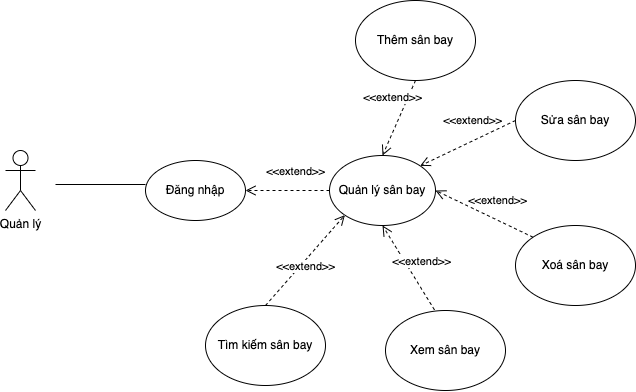 Thêm sân bay
<<extend>>
Sửa sân bay
<<extend>>
Đăng nhập
<<extend>>
Quản lý sân bay
Quản lý
<<extend>>
Xoá sân bay
<<extend>>
<<extend>>
Tìm kiếm sân bay
Xem sân bay